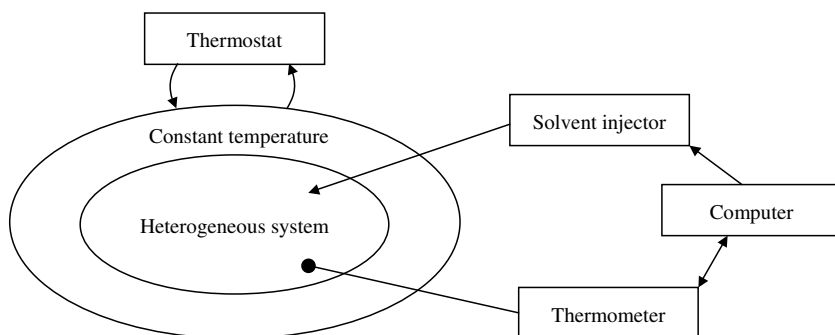 Thermostat
Constant temperature
Solvent injector
Heterogeneous system
Computer
Thermometer